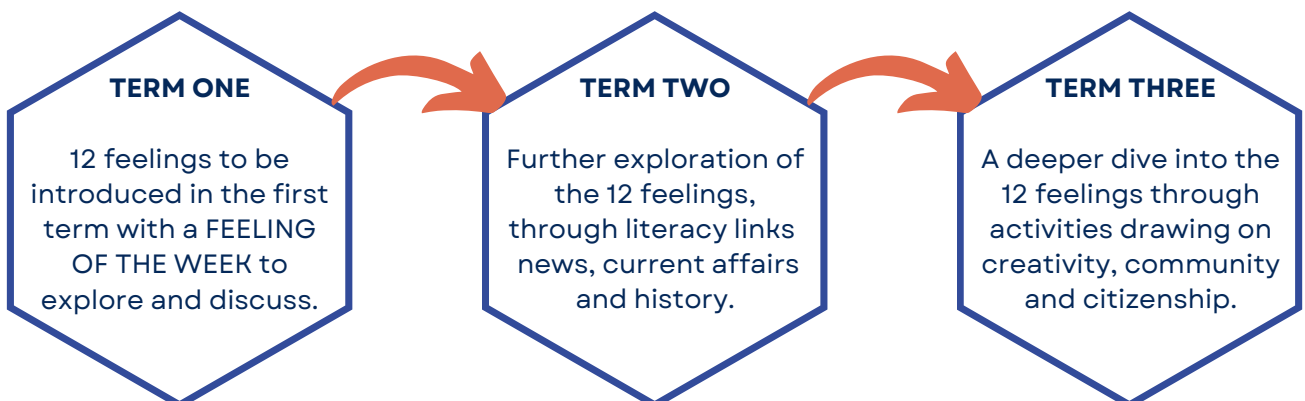 TERM ONE
12 feelings to be
introduced in the first
term with a FEELING
OF THE WEEK to
explore and discuss.
TERM TWO
Further exploration of
the 12 feelings,
through literacy links
news, current affairs
and history.
TERM THREE
A deeper dive into the
12 feelings through
activities drawing on
creativity, community
and citizenship.